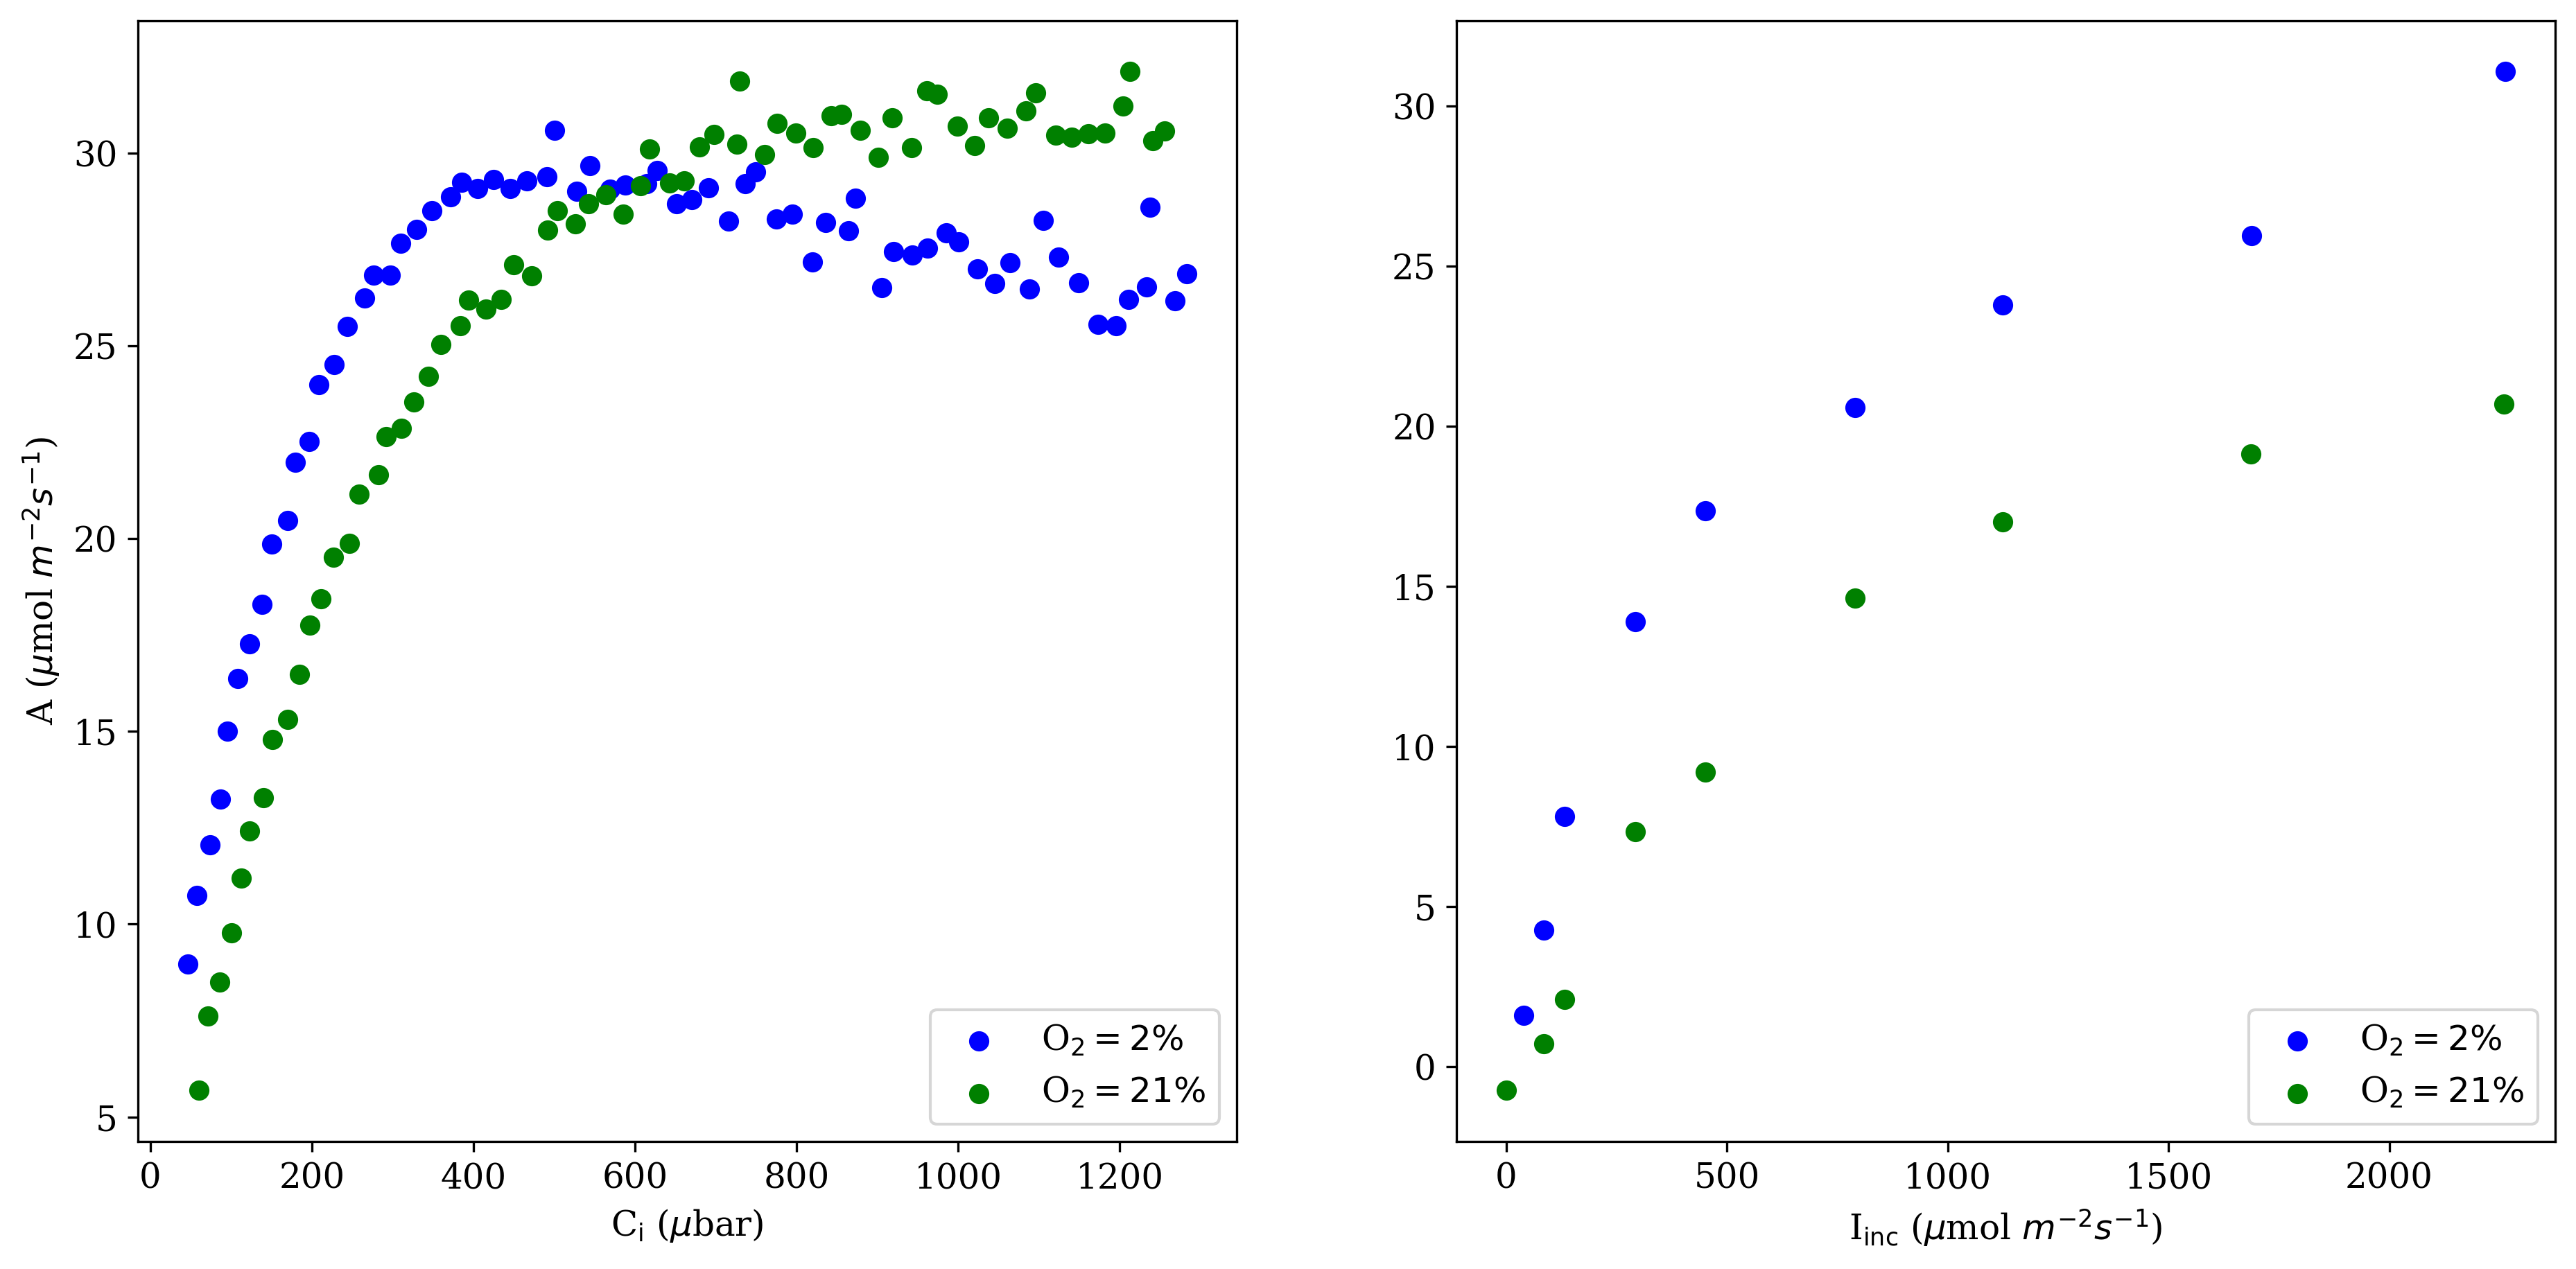 A (μmol m⁻²s⁻¹)
30
25
20
15
10
5
0 200 400 600 800 1000 1200
Cᵢ (μbar)
O₂ = 2%
O₂ = 21%
30
25
20
15
10
5
0
0 500 1000 1500 2000
I_inc (μmol m⁻²s⁻¹)
O₂ = 2%
O₂ = 21%